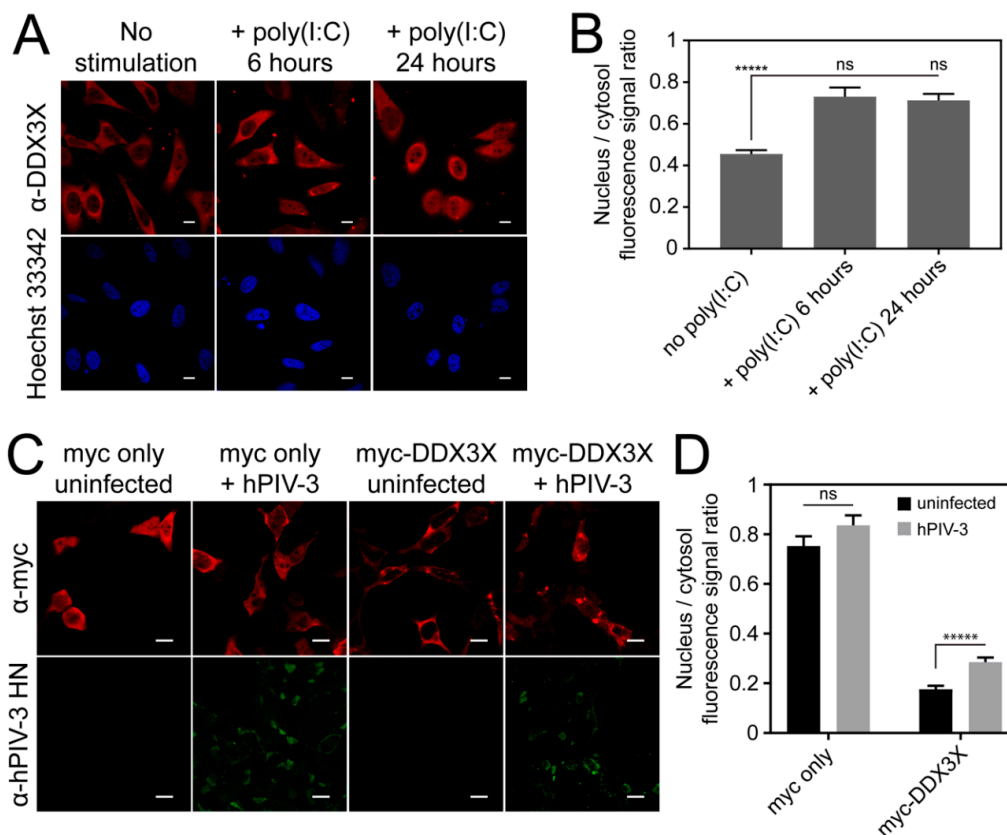 A
No stimulation
+ poly(I:C) 6 hours
+ poly(I:C) 24 hours
α-DDX3X
Hoechst 33342
B
Nucleus / cytosol
fluorescence signal ratio
1
0.8
0.6
0.4
0.2
0
*****
ns
ns
no poly(I:C)
+ poly(I:C) 6 hours
+ poly(I:C) 24 hours
C
myc only
uninfected
myc only
+ hPIV-3
myc-DDX3X
uninfected
myc-DDX3X
+ hPIV-3
α-myc
α-hPIV-3 HN
D
Nucleus / cytosol
fluorescence signal ratio
1
0.8
0.6
0.4
0.2
0
ns
uninfected
hPIV-3
*****
myc only
myc-DDX3X